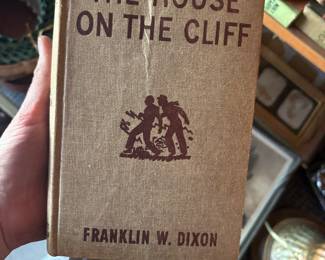 THE HOUSE
ON THE CLIFF
FRANKLIN W. DIXON